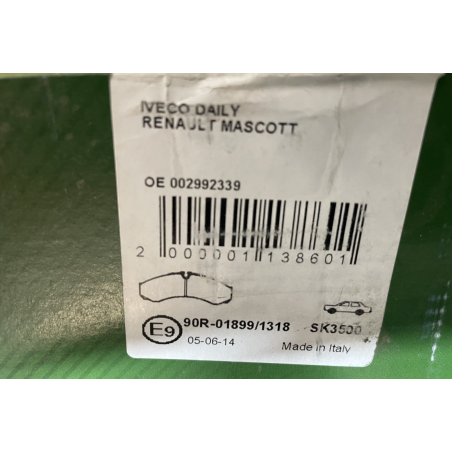 IVECO DAILY
RENAULT MASCOTT
OE 002992339
2 000001 138601
E9 90R-01899/1318 SK3500
05-06-14 Made in Italy